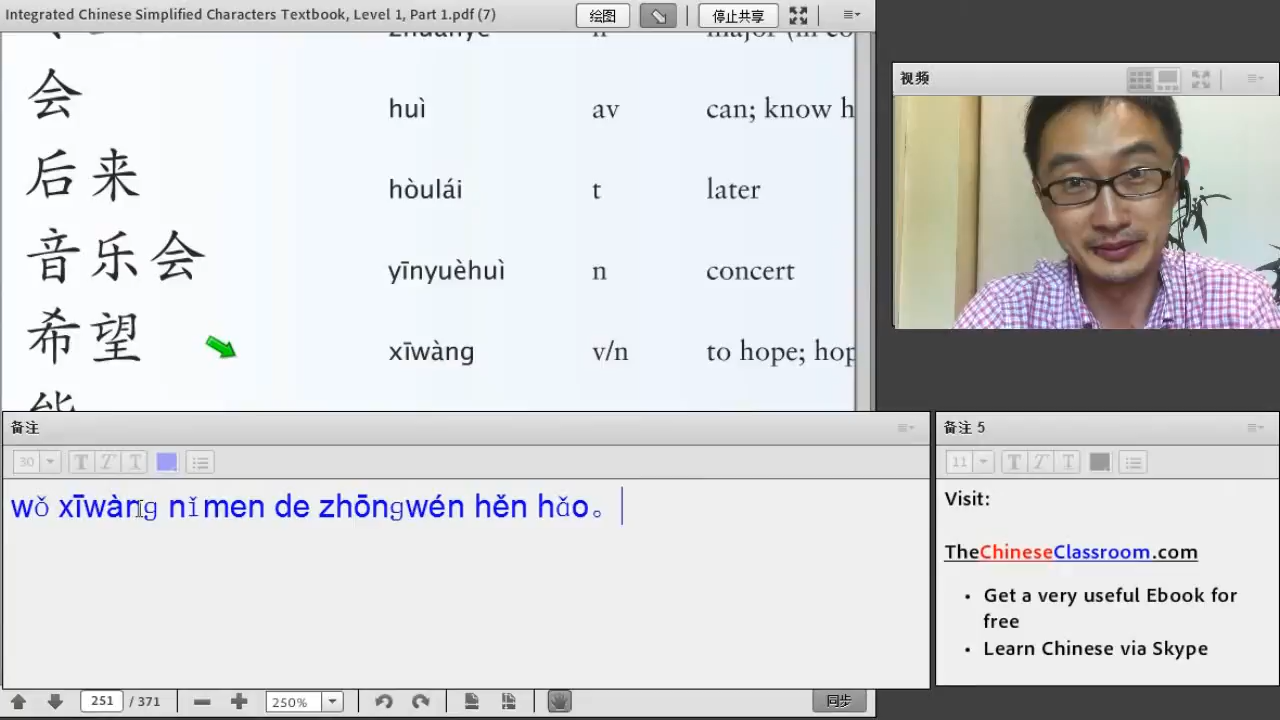 Integrated Chinese Simplified Characters Textbook, Level 1, Part 1.pdf (7)
绘图
停止共享
会 huì av can; know h
后来 hòulái t later
音乐会 yīnyuèhuì n concert
希望 xīwàng v/n to hope; hop
视频
备注
30
wǒ xīwàng nǐmen de zhōngwén hěn hǎo。
251 / 371
250%
同步
备注 5
11
Visit:
TheChineseClassroom.com
• Get a very useful Ebook for
free
• Learn Chinese via Skype